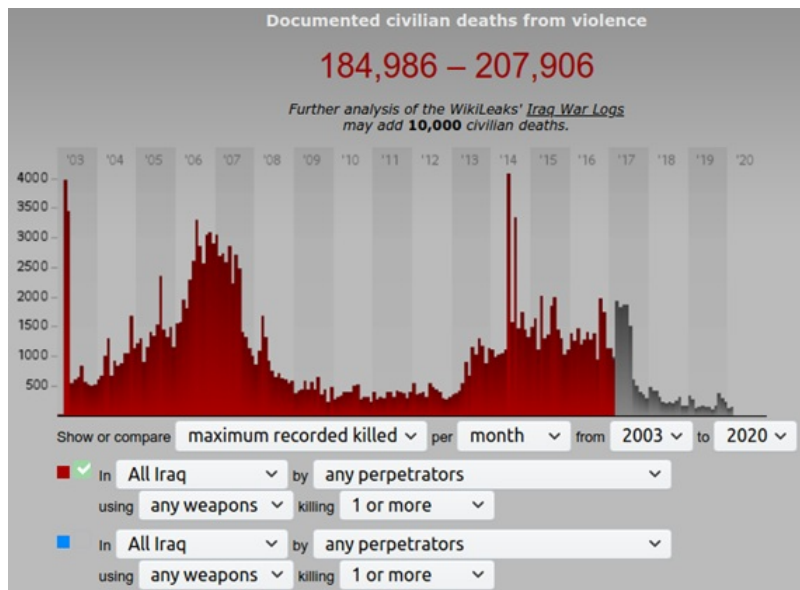 Documented civilian deaths from violence
184,986 – 207,906
Further analysis of the WikiLeaks' Iraq War Logs
may add 10,000 civilian deaths.
'03 '04 '05 '06 '07 '08 '09 '10 '11 '12 '13 '14 '15 '16 '17 '18 '19 '20
4000
3500
3000
2500
2000
1500
1000
500
Show or compare maximum recorded killed per month from 2003 to 2020
In All Iraq by any perpetrators
using any weapons killing 1 or more
In All Iraq by any perpetrators
using any weapons killing 1 or more